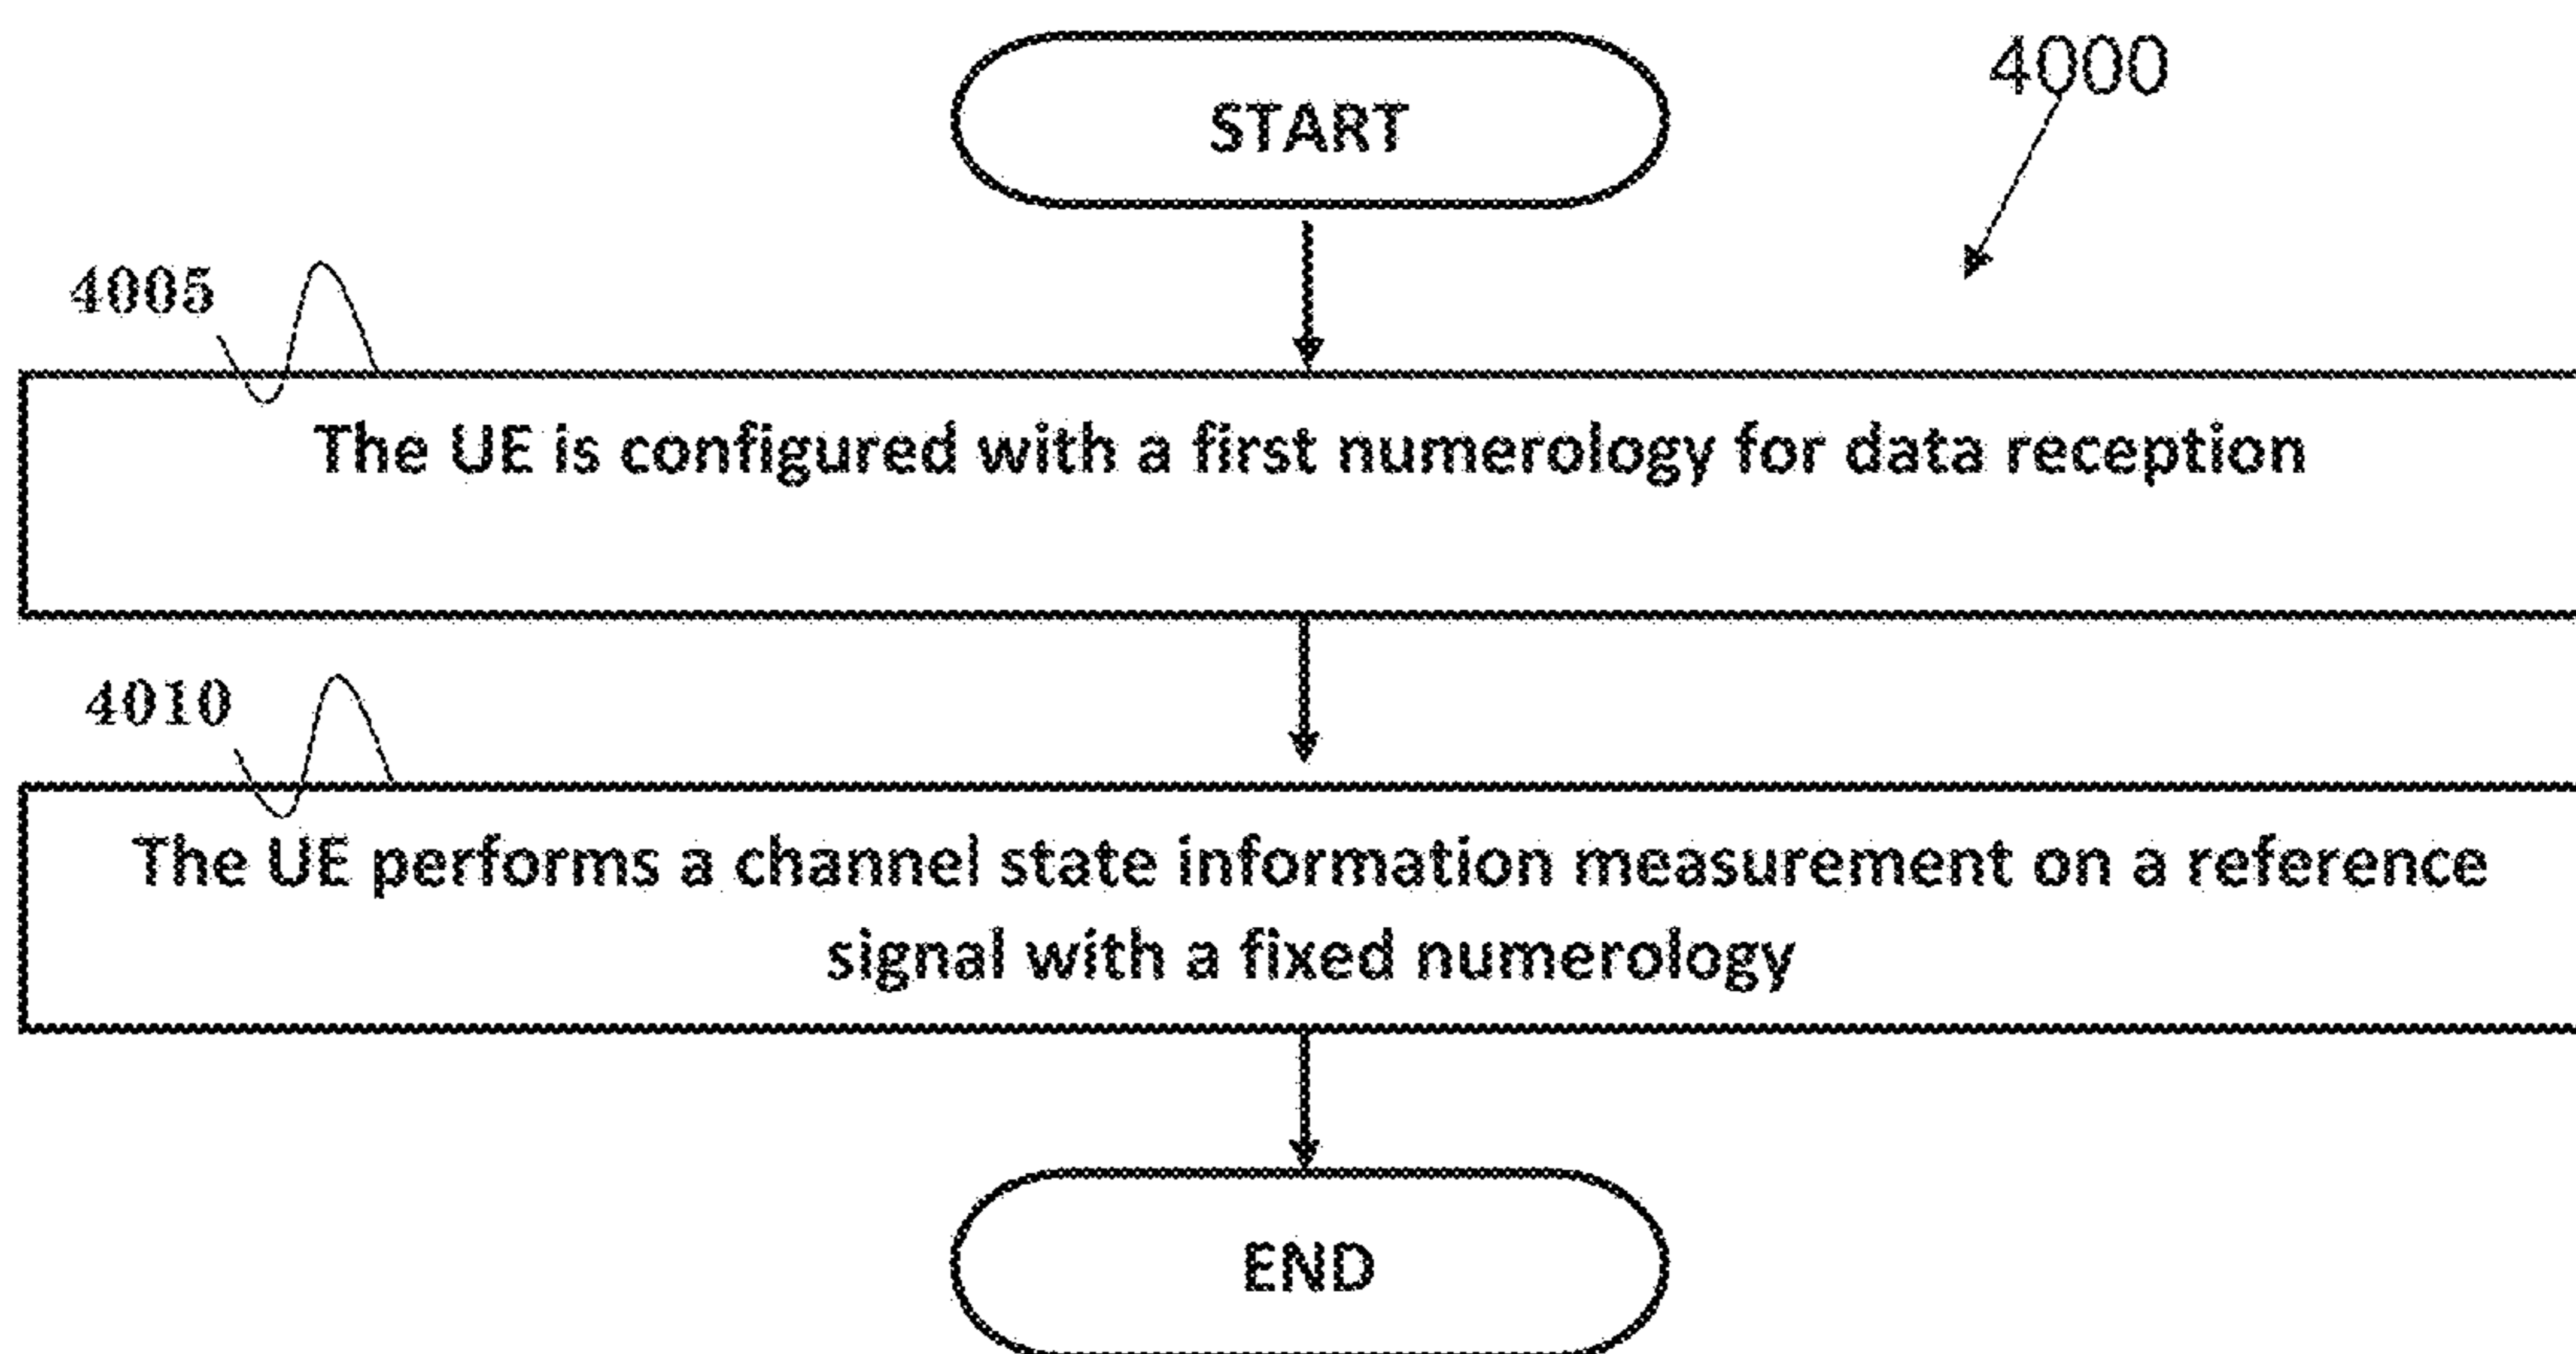 START
4000
4005
The UE is configured with a first numerology for data reception
4010
The UE performs a channel state information measurement on a reference
signal with a fixed numerology
END